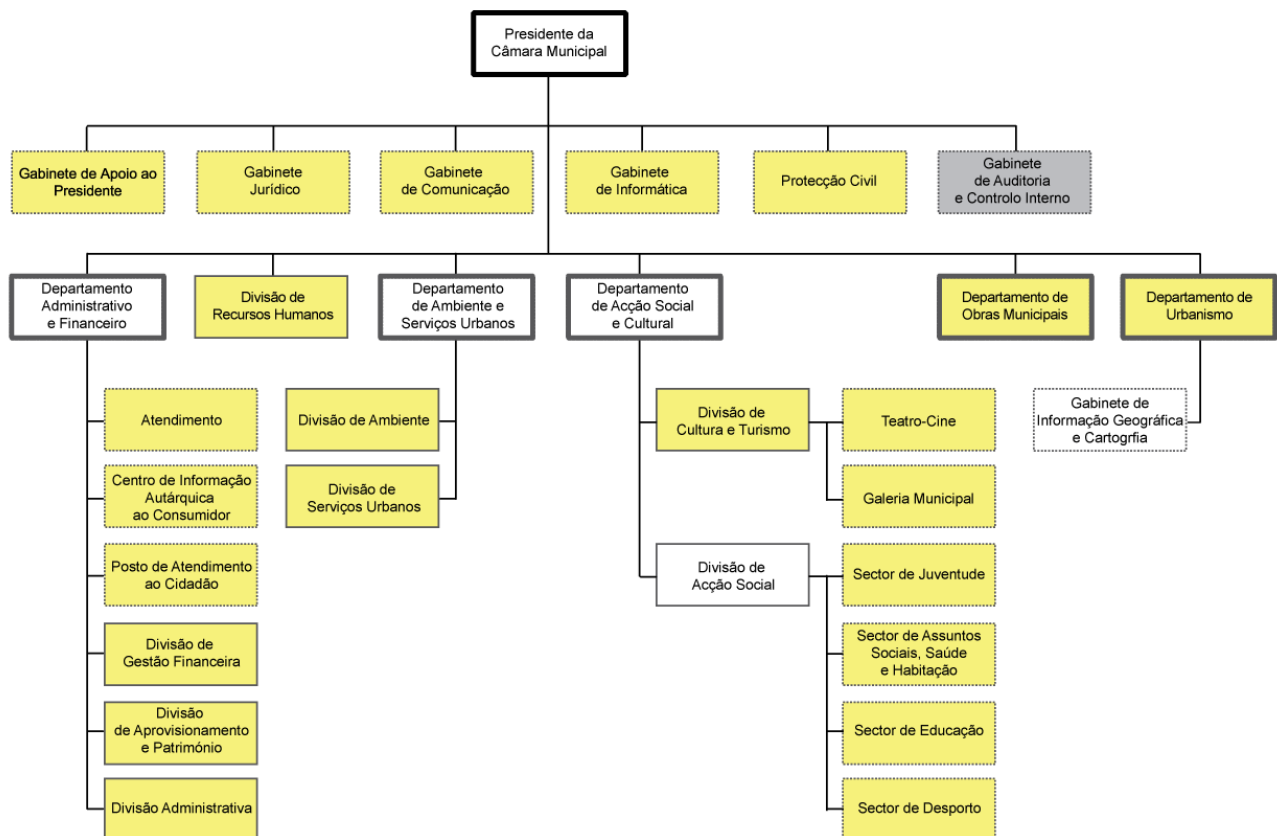 Presidente da
Câmara Municipal
Gabinete de Apoio ao
Presidente
Gabinete
Jurídico
Gabinete
de Comunicação
Gabinete
de Informática
Protecção Civil
Gabinete
de Auditoria
e Controlo Interno
Departamento
Administrativo
e Financeiro
Divisão de
Recursos Humanos
Departamento
de Ambiente e
Serviços Urbanos
Departamento
de Acção Social
e Cultural
Departamento de
Obras Municipais
Departamento de
Urbanismo
Atendimento
Centro de Informação
Autárquica
ao Consumidor
Posto de Atendimento
ao Cidadão
Divisão de
Gestão Financeira
Divisão
de Aprovisionamento
e Património
Divisão Administrativa
Divisão de Ambiente
Divisão de
Serviços Urbanos
Divisão de
Cultura e Turismo
Teatro-Cine
Galeria Municipal
Divisão de
Acção Social
Sector de Juventude
Sector de Assuntos
Sociais, Saúde
e Habitação
Sector de Educação
Sector de Desporto
Gabinete de
Informação Geográfica
e Cartogrfia